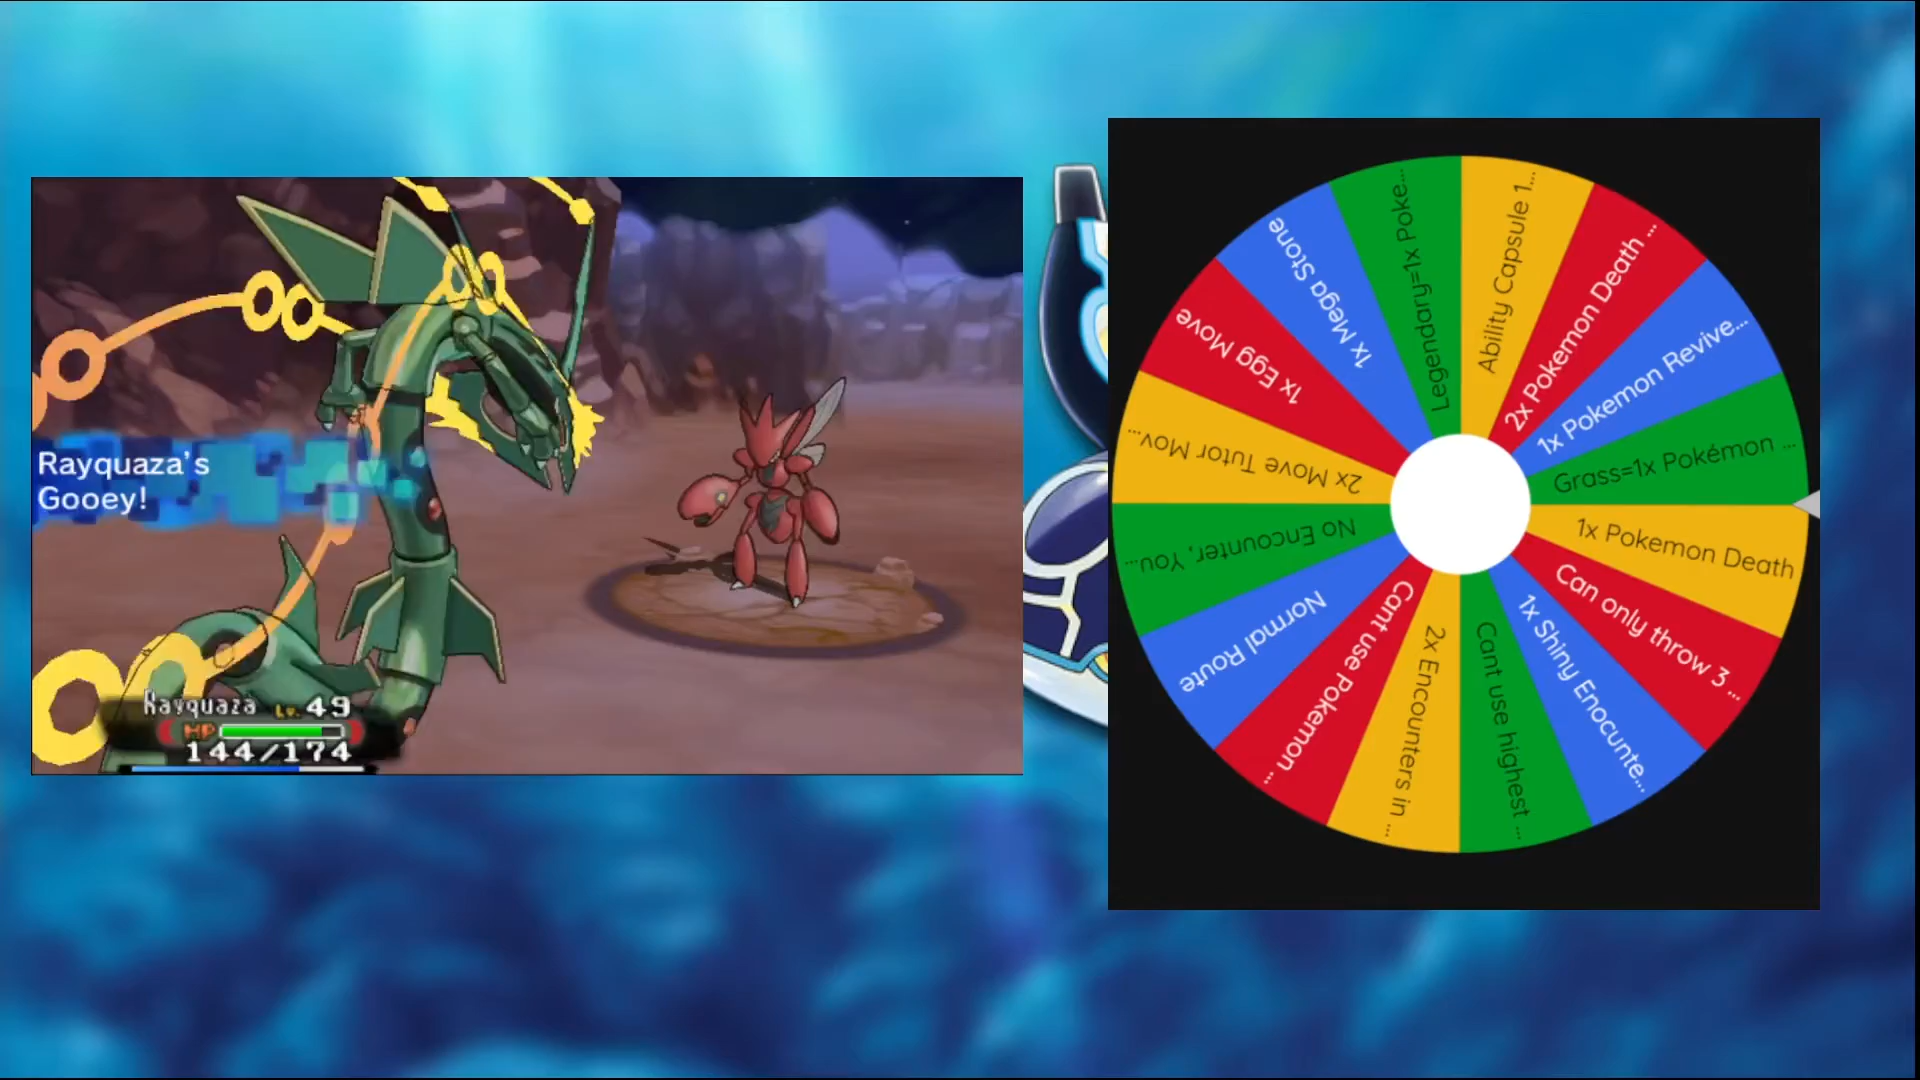 Rayquaza's
Gooey!
Rayquaza Lv. 49
HP
144/174
Legendary=1x Poke...
Ability Capsule 1...
2x Pokemon Death ...
1x Pokemon Revive...
Grass=1x Pokémon ...
1x Pokemon Death
Can only throw 3 ...
1x Shiny Enocunte...
Cant use highest ...
2x Encounters in ...
Cant use Pokemon ...
Normal Route
No Encounter, You...
2x Move Tutor Mov...
1x Egg Move
1x Mega Stone